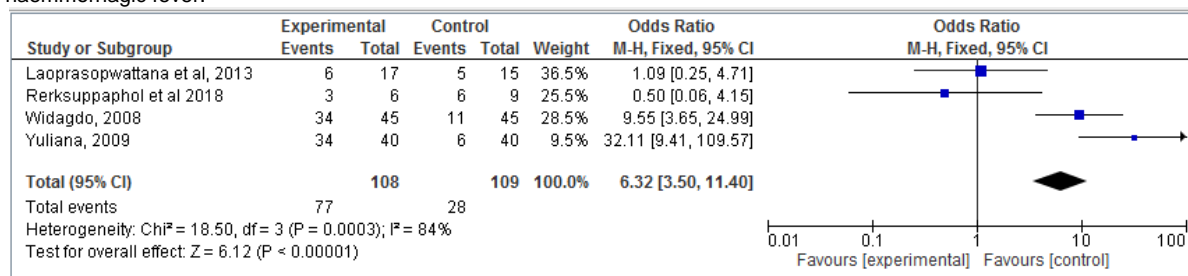 haemmorhagic fever.
Experimental Control Odds Ratio Odds Ratio
Study or Subgroup Events Total Events Total Weight M-H, Fixed, 95% CI M-H, Fixed, 95% CI
Laoprasopwattana et al, 2013 6 17 5 15 36.5% 1.09 [0.25, 4.71]
Rerksuppaphol et al 2018 3 6 6 9 25.5% 0.50 [0.06, 4.15]
Widagdo, 2008 34 45 11 45 28.5% 9.55 [3.65, 24.99]
Yuliana, 2009 34 40 6 40 9.5% 32.11 [9.41, 109.57]
Total (95% CI) 108 109 100.0% 6.32 [3.50, 11.40]
Total events 77 28
Heterogeneity: Chi² = 18.50, df = 3 (P = 0.0003); I² = 84%
Test for overall effect: Z = 6.12 (P < 0.00001)
0.01 0.1 1 10 100
Favours [experimental] Favours [control]